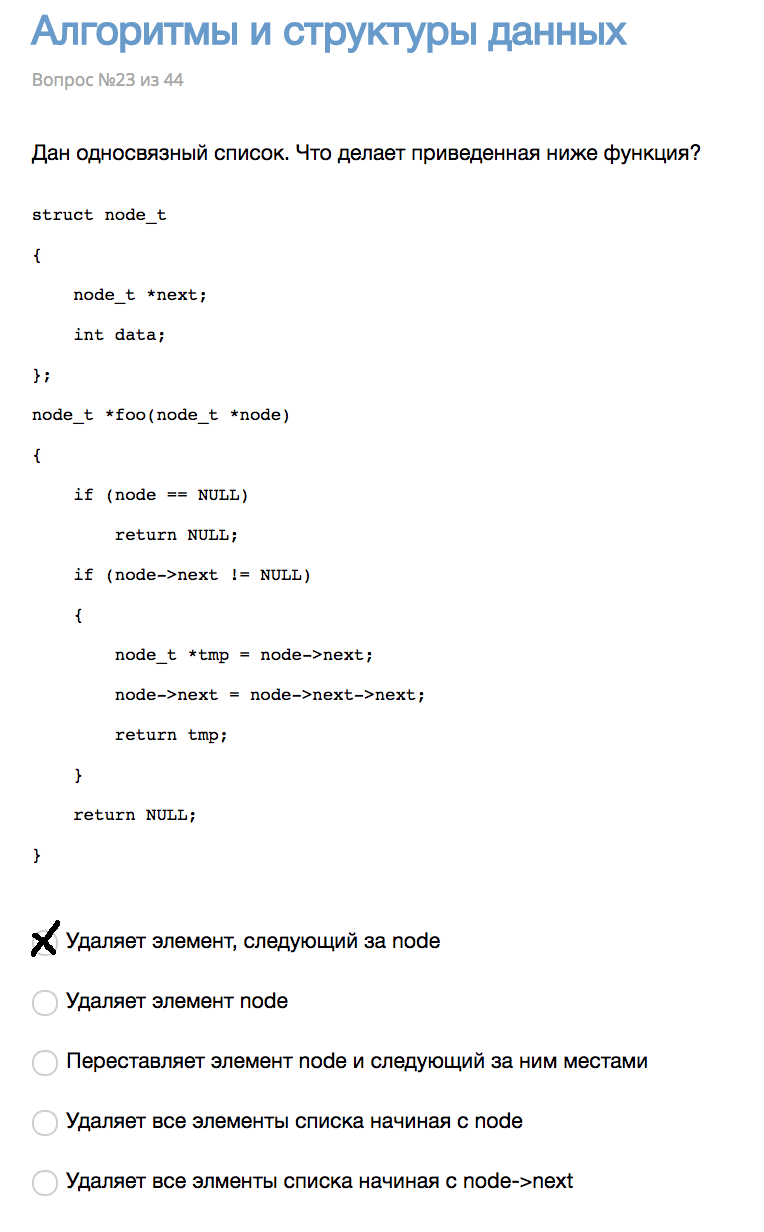 Алгоритмы и структуры данных
Вопрос №23 из 44
Дан односвязный список. Что делает приведенная ниже функция?
struct node_t
{
    node_t *next;
    int data;
};
node_t *foo(node_t *node)
{
    if (node == NULL)
        return NULL;
    if (node->next != NULL)
    {
        node_t *tmp = node->next;
        node->next = node->next->next;
        return tmp;
    }
    return NULL;
}
Удаляет элемент, следующий за node
Удаляет элемент node
Переставляет элемент node и следующий за ним местами
Удаляет все элементы списка начиная с node
Удаляет все элменты списка начиная с node->next